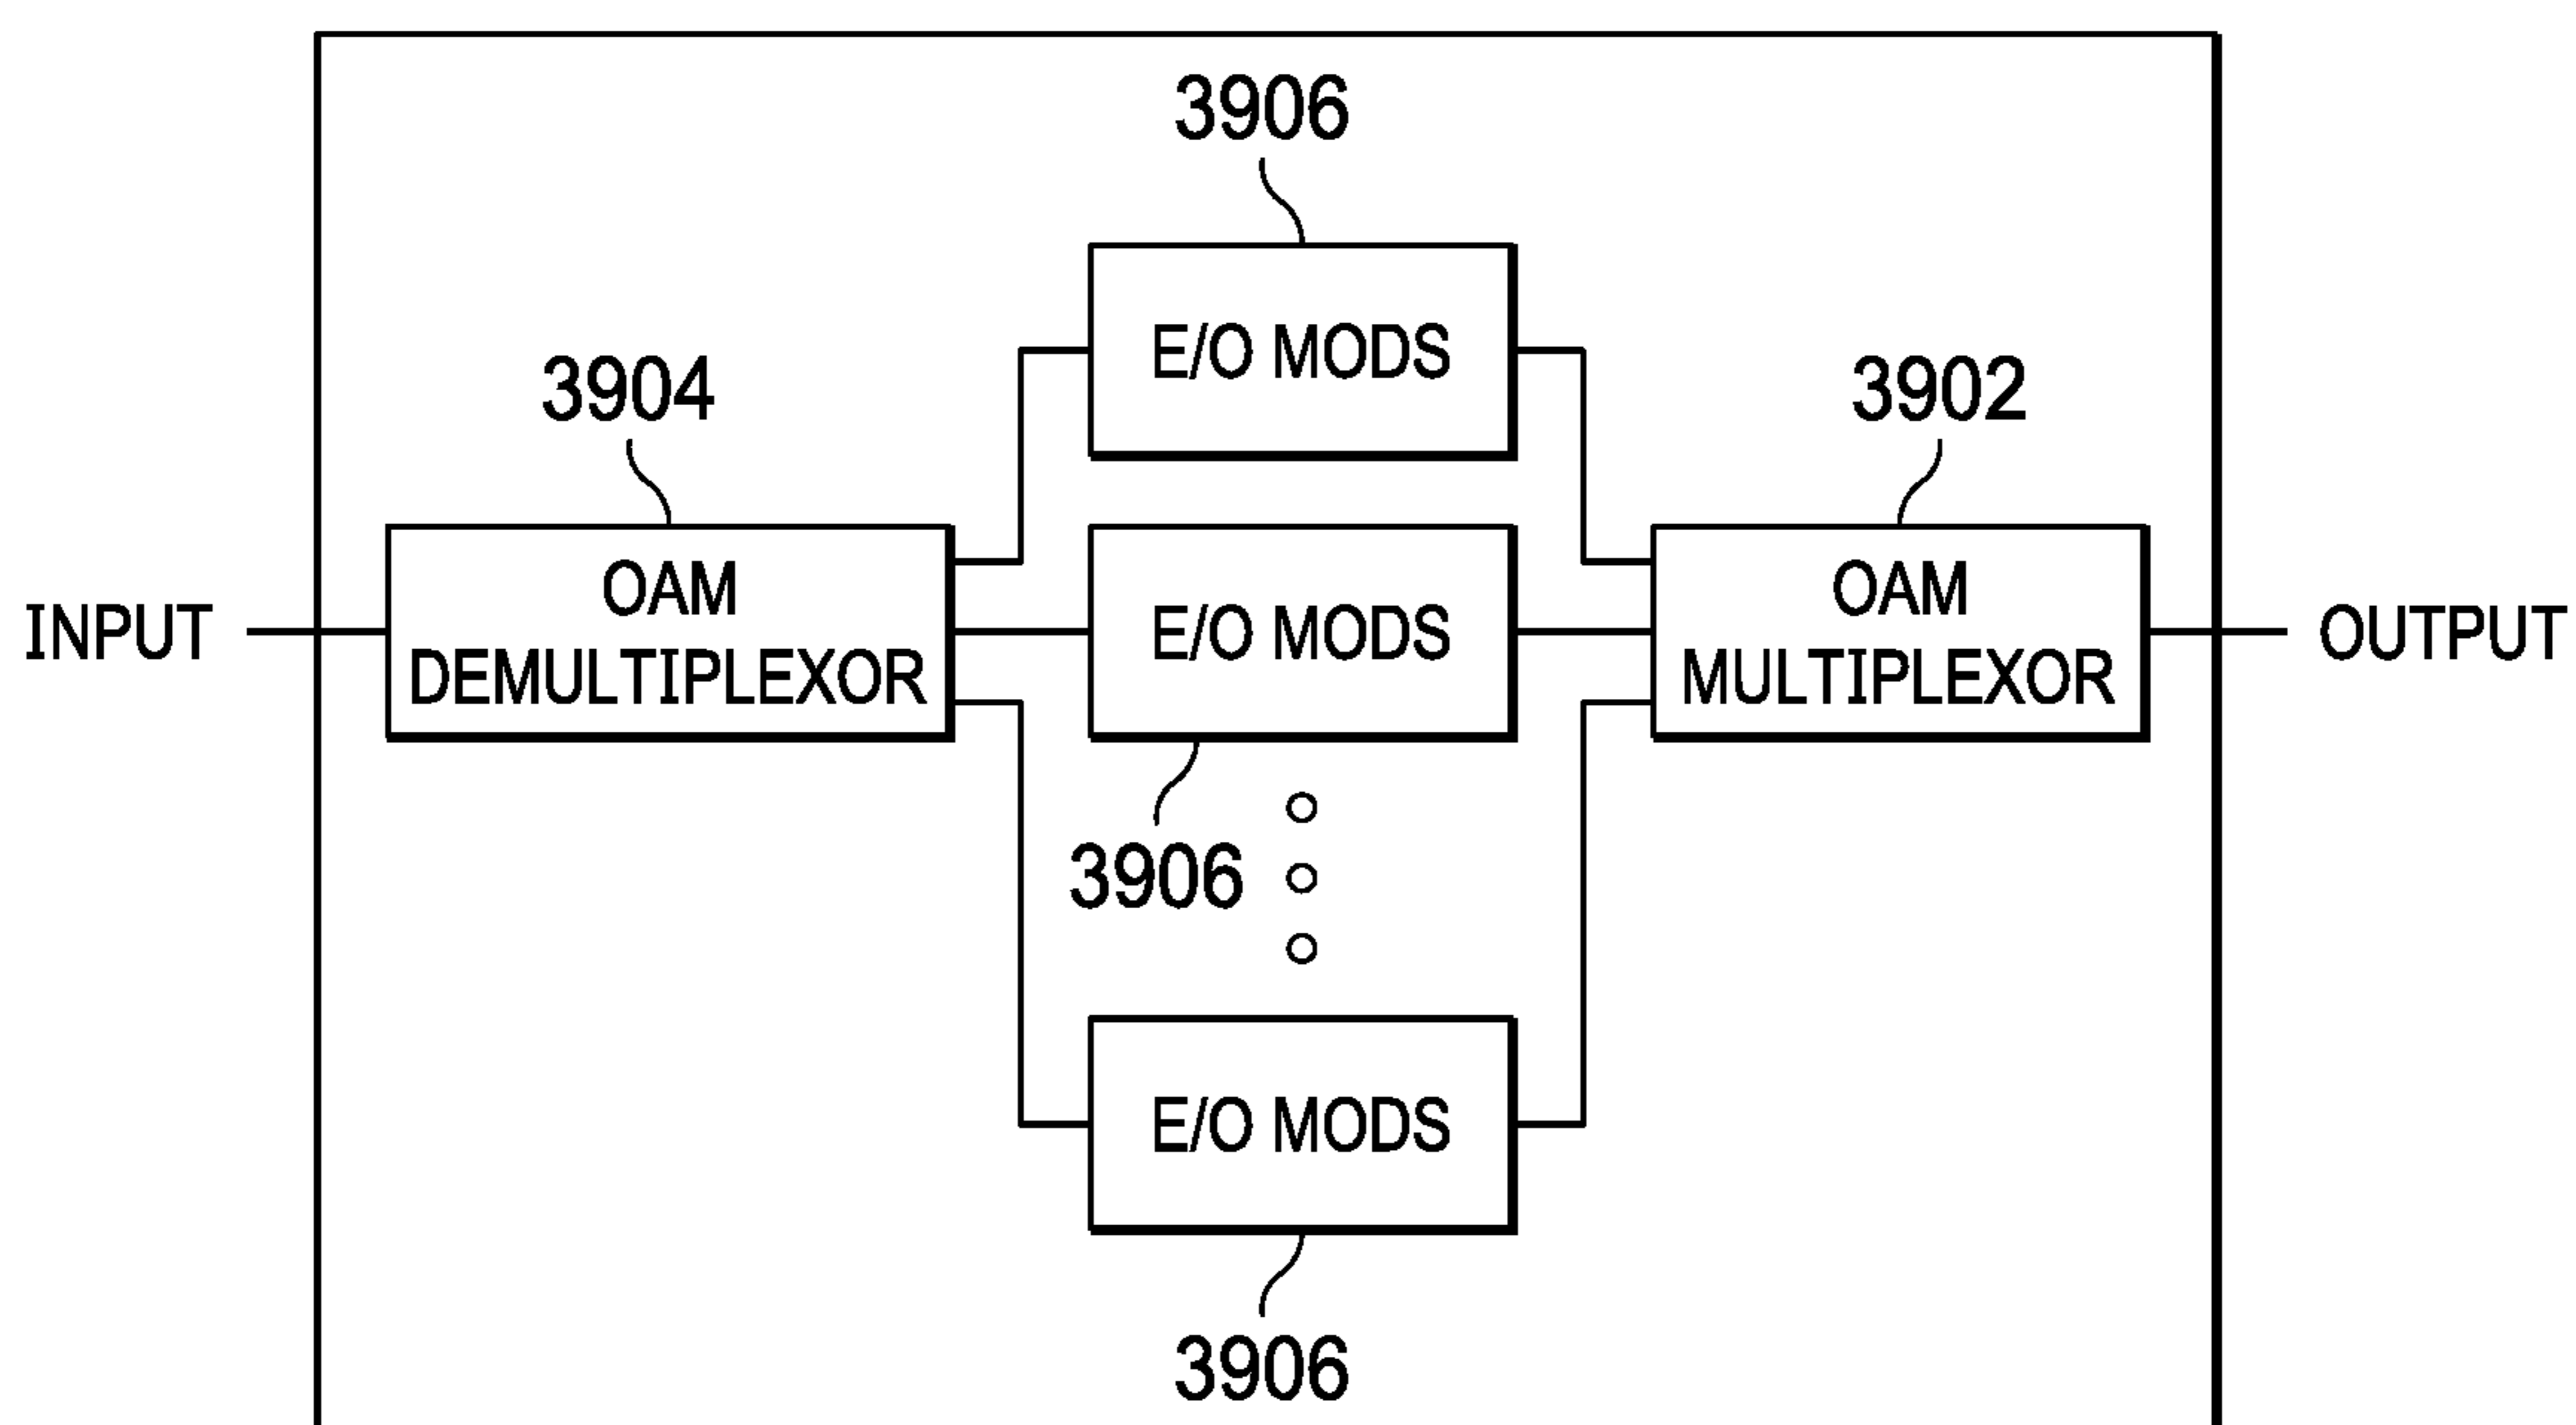 3906
E/O MODS
3904
3902
OAM
DEMULTIPLEXOR
E/O MODS
OAM
MULTIPLEXOR
INPUT
OUTPUT
3906
E/O MODS
3906